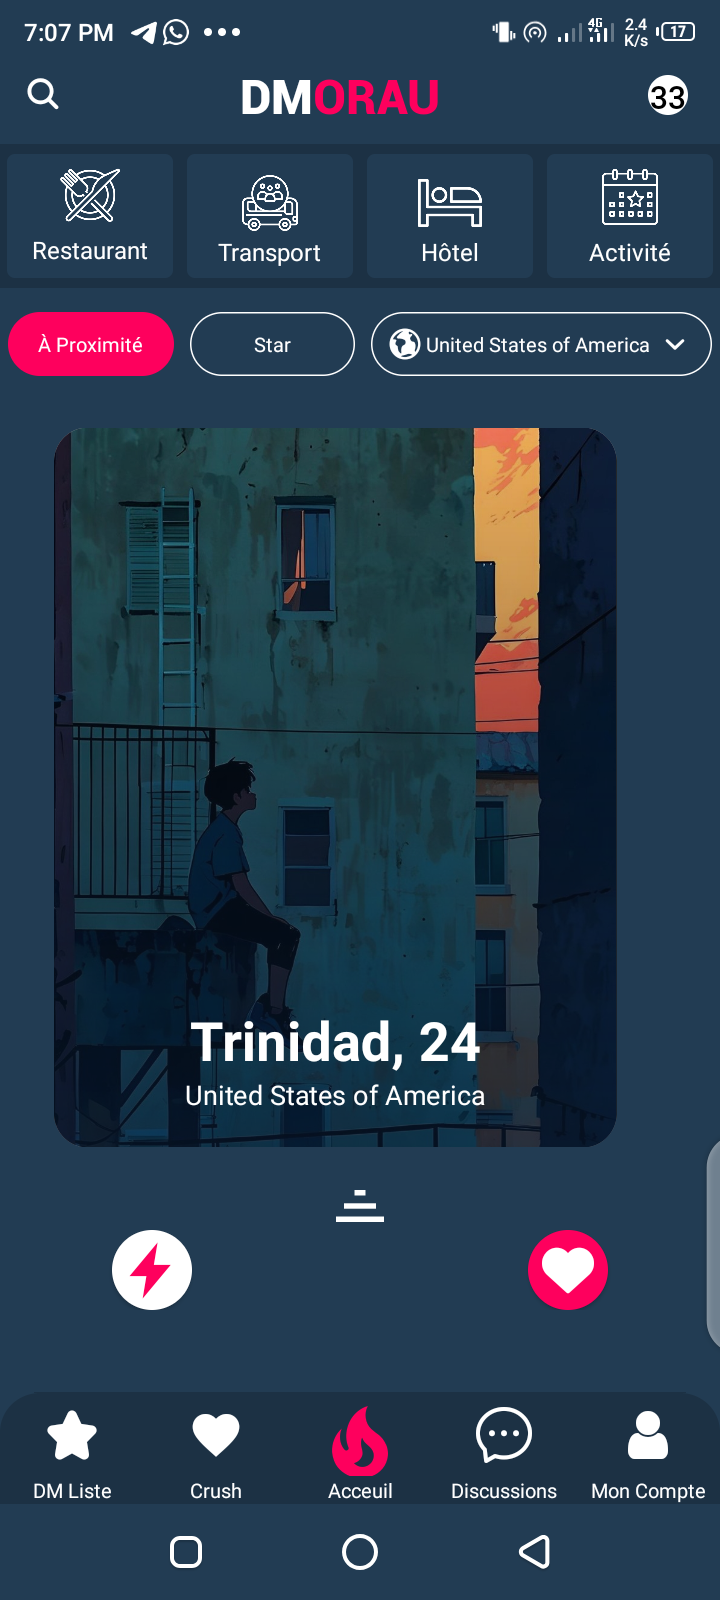 7:07 PM 4G 2.4 K/s 17
DMORAU
33
Restaurant Transport Hôtel Activité
À Proximité Star United States of America
Trinidad, 24
United States of America
DM Liste Crush Acceuil Discussions Mon Compte